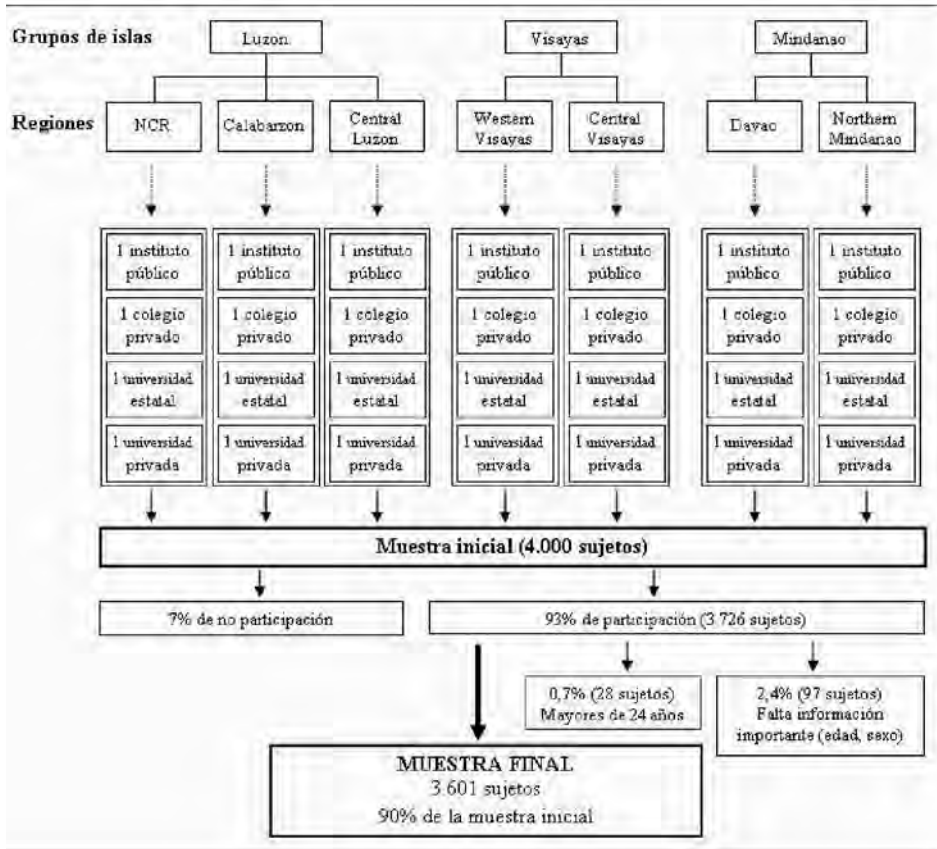 Grupos de islas
Luzon
Visayas
Mindanao
Regiones
NCR
Calabarzon
Central
Luzon
Western
Visayas
Central
Visayas
Davao
Northern
Mindanao
1 instituto
público
1 colegio
privado
1 universidad
estatal
1 universidad
privada
1 instituto
público
1 colegio
privado
1 universidad
estatal
1 universidad
privada
1 instituto
público
1 colegio
privado
1 universidad
estatal
1 universidad
privada
1 instituto
público
1 colegio
privado
1 universidad
estatal
1 universidad
privada
1 instituto
público
1 colegio
privado
1 universidad
estatal
1 universidad
privada
1 instituto
público
1 colegio
privado
1 universidad
estatal
1 universidad
privada
1 instituto
público
1 colegio
privado
1 universidad
estatal
1 universidad
privada
Muestra inicial (4.000 sujetos)
7% de no participación
93% de participación (3.726 sujetos)
0,7% (28 sujetos)
Mayores de 24 años
2,4% (97 sujetos)
Falta información
importante (edad, sexo)
MUESTRA FINAL
3.601 sujetos
90% de la muestra inicial